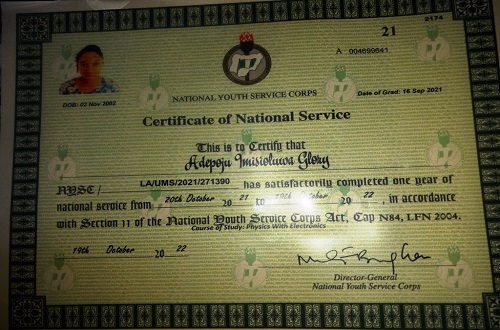 2174
21
A 004699641
DOB: 02 Nov 2002
NATIONAL YOUTH SERVICE CORPS
Date of Grad: 16 Sep 2021
Certificate of National Service
This is to Certify that
Adepoju Imisioluwa Glory
NYSC / LA/UMS/2021/271390 has satisfactorily completed one year of
national service from 20th October 20 21 to 19th October 20 22, in accordance
with Section 11 of the National Youth Service Corps Act, Cap N84, LFN 2004.
Course of Study: Physics With Electronics
19th October 20 22
Director-General
National Youth Service Corps